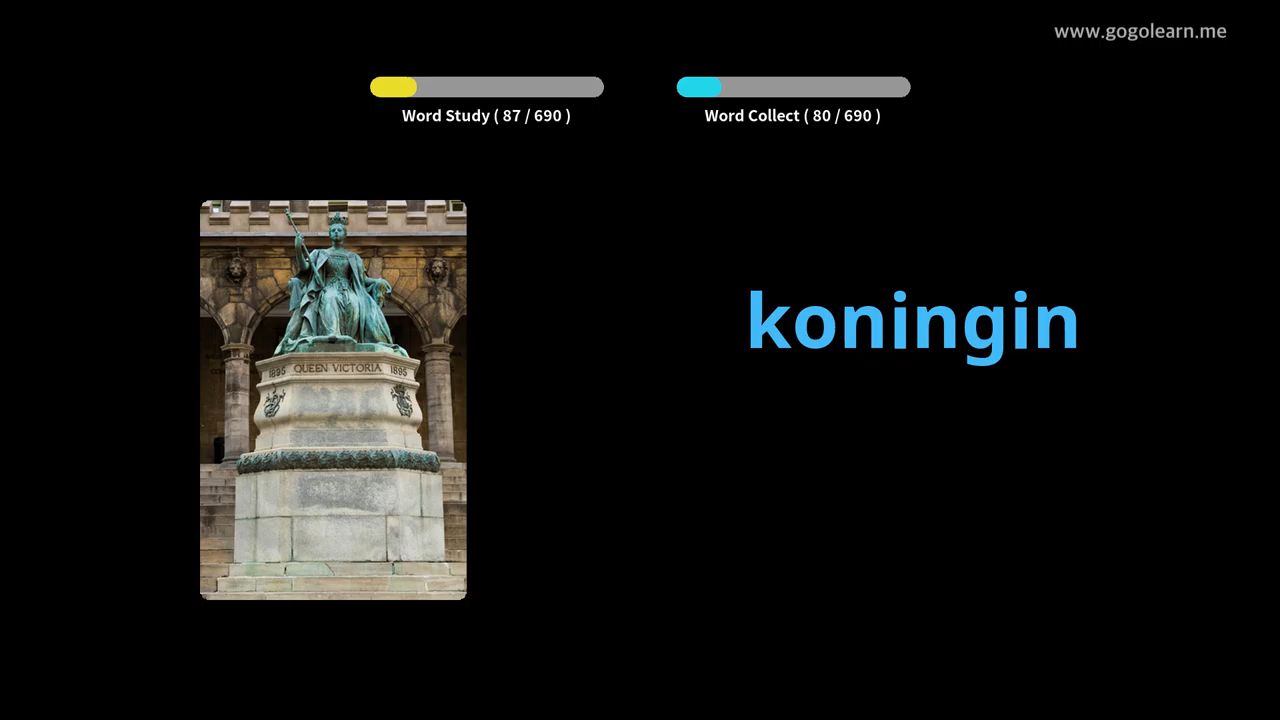 www.gogolearn.me
Word Study ( 87 / 690 )
Word Collect ( 80 / 690 )
koningin
1895 QUEEN VICTORIA 1895